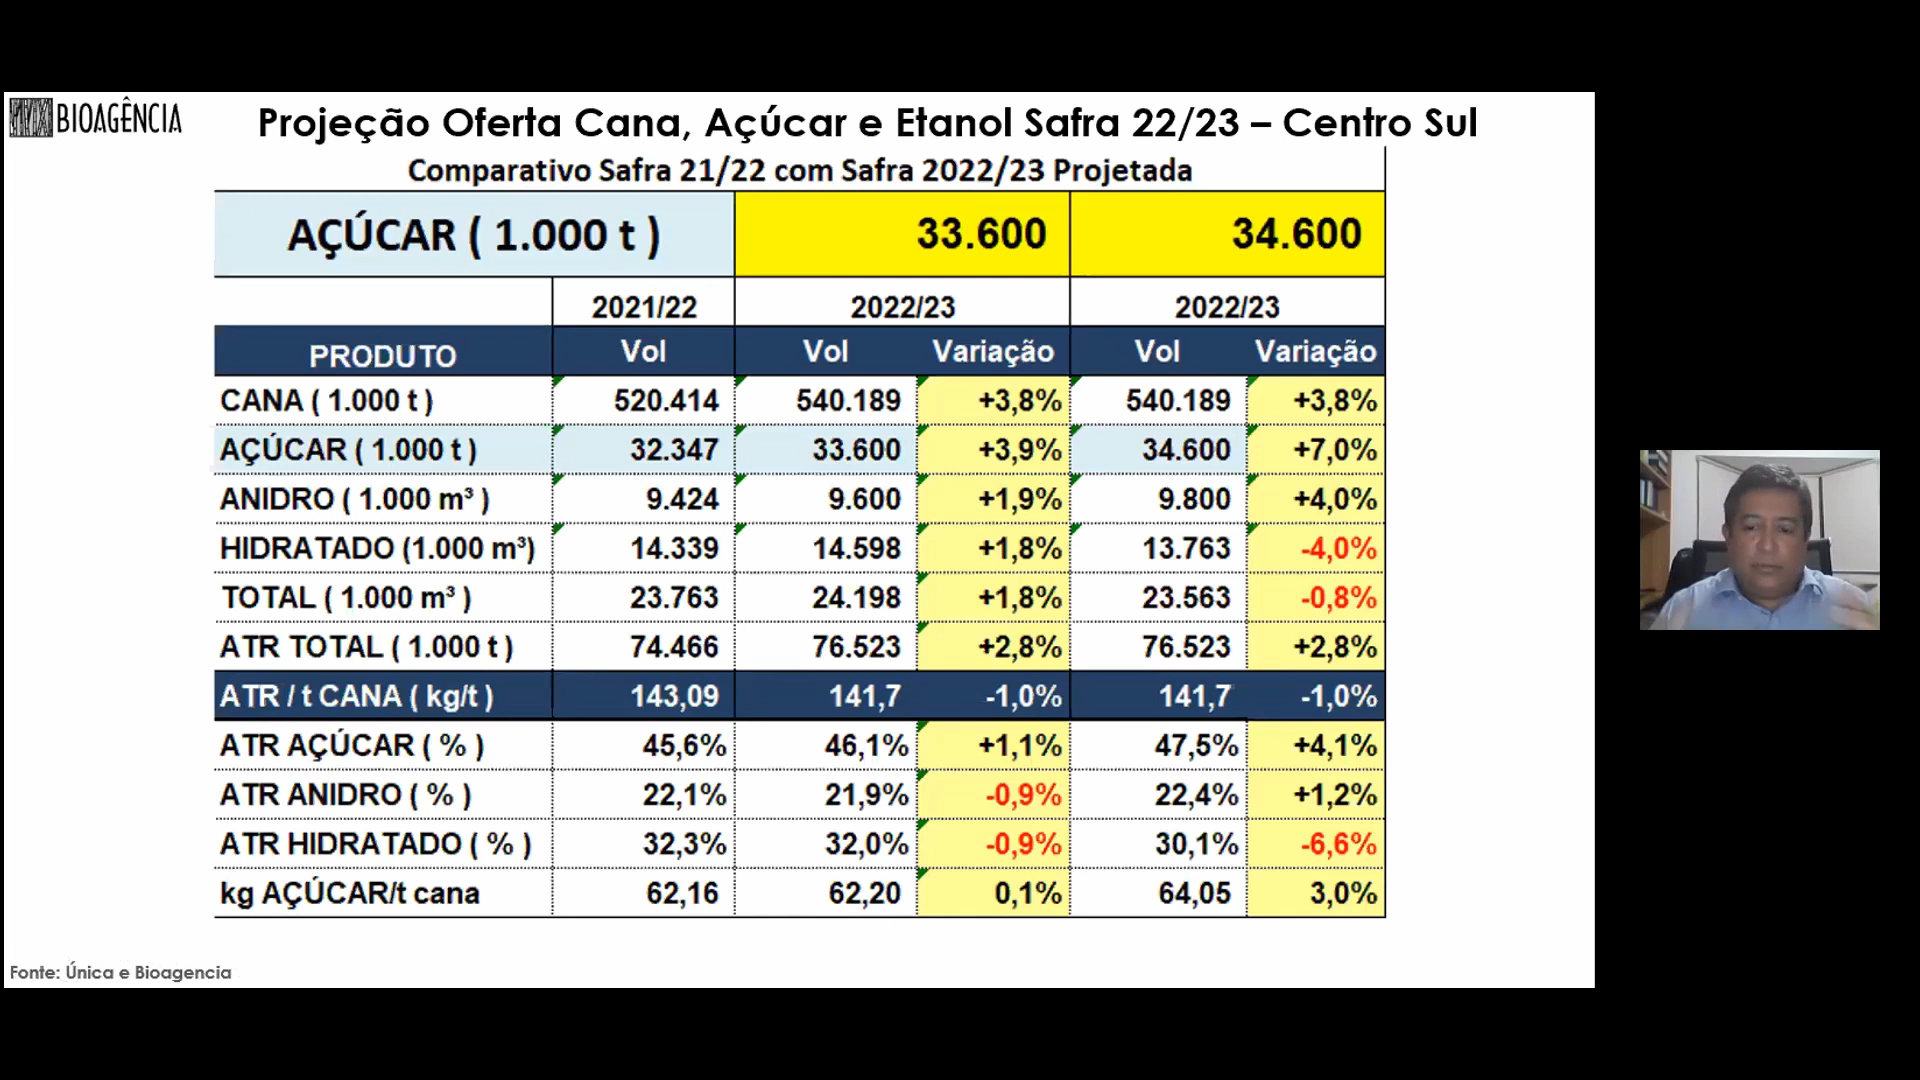 BIOAGÊNCIA
Projeção Oferta Cana, Açúcar e Etanol Safra 22/23 – Centro Sul
Comparativo Safra 21/22 com Safra 2022/23 Projetada
AÇÚCAR ( 1.000 t ) 33.600 34.600
2021/22 2022/23 2022/23
PRODUTO Vol Vol Variação Vol Variação
CANA ( 1.000 t ) 520.414 540.189 +3,8% 540.189 +3,8%
AÇÚCAR ( 1.000 t ) 32.347 33.600 +3,9% 34.600 +7,0%
ANIDRO ( 1.000 m³ ) 9.424 9.600 +1,9% 9.800 +4,0%
HIDRATADO (1.000 m³) 14.339 14.598 +1,8% 13.763 -4,0%
TOTAL ( 1.000 m³ ) 23.763 24.198 +1,8% 23.563 -0,8%
ATR TOTAL ( 1.000 t ) 74.466 76.523 +2,8% 76.523 +2,8%
ATR / t CANA ( kg/t ) 143,09 141,7 -1,0% 141,7 -1,0%
ATR AÇÚCAR ( % ) 45,6% 46,1% +1,1% 47,5% +4,1%
ATR ANIDRO ( % ) 22,1% 21,9% -0,9% 22,4% +1,2%
ATR HIDRATADO ( % ) 32,3% 32,0% -0,9% 30,1% -6,6%
kg AÇÚCAR/t cana 62,16 62,20 0,1% 64,05 3,0%
Fonte: Única e Bioagencia